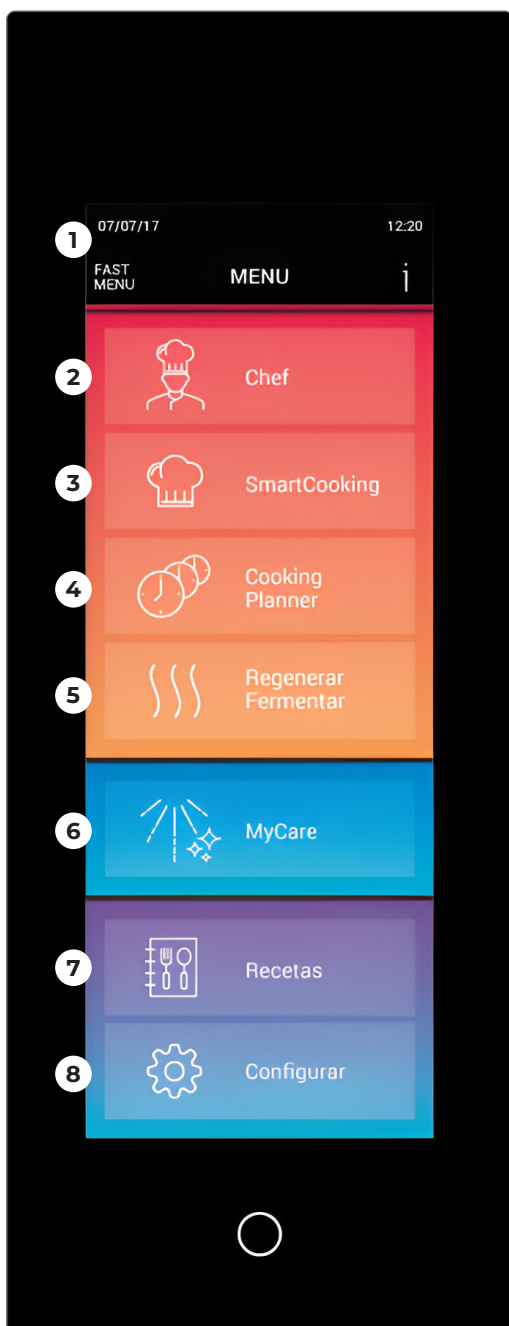 1
07/07/17 12:20
FAST
MENU
MENU
i
2
Chef
3
SmartCooking
4
Cooking
Planner
5
Regenerar
Fermentar
6
MyCare
7
Recetas
8
Configurar